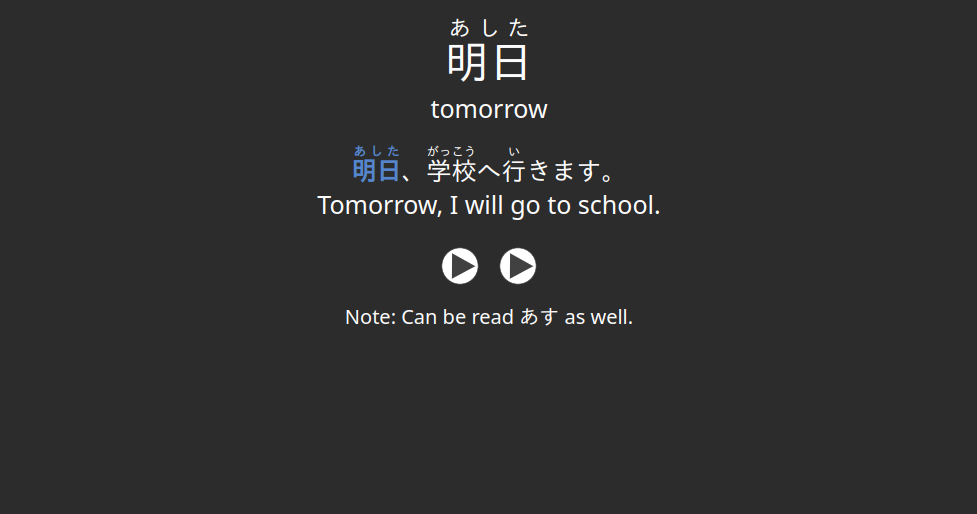 あした
明日
tomorrow
あした がっこう い
明日、学校へ行きます。
Tomorrow, I will go to school.
Note: Can be read あす as well.